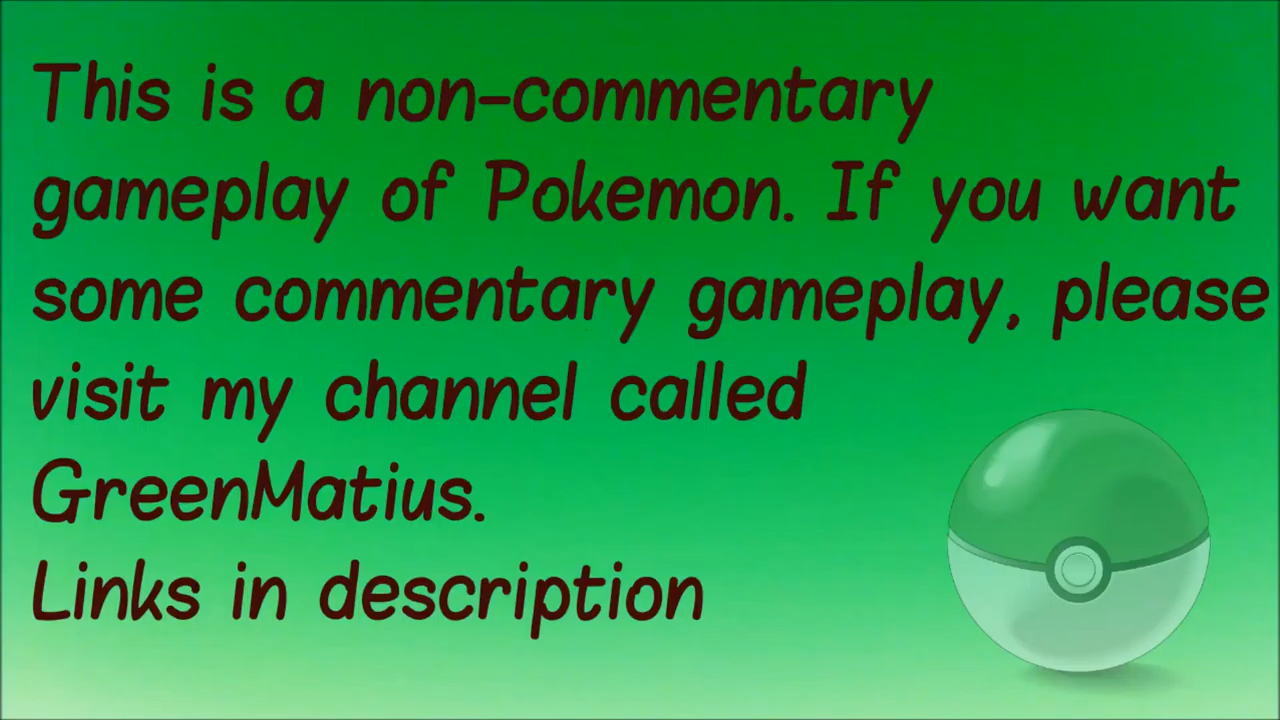 This is a non-commentary
gameplay of Pokemon. If you want
some commentary gameplay, please
visit my channel called
GreenMatius.
Links in description